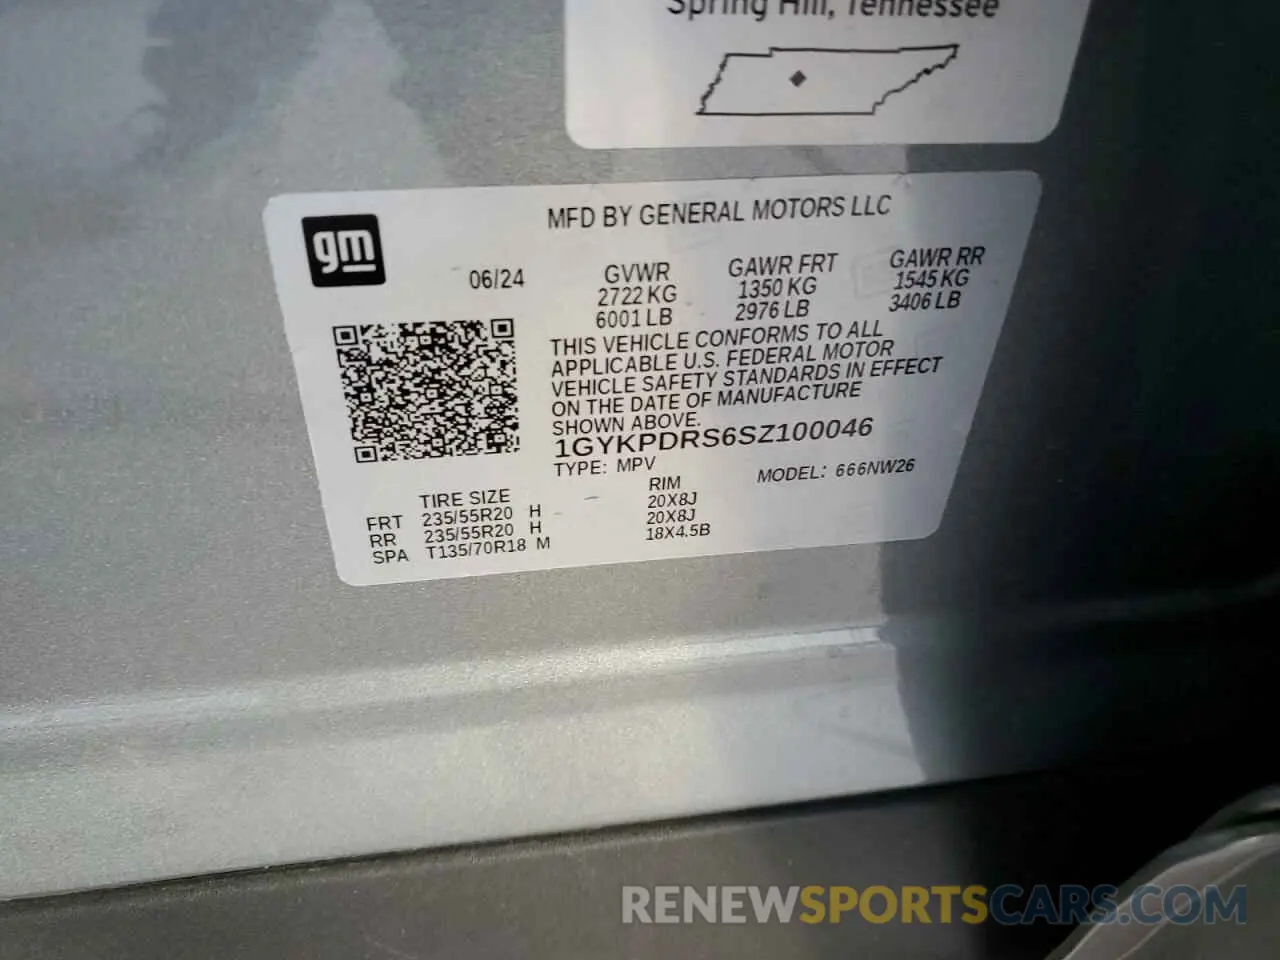 Spring Hill, Tennessee
MFD BY GENERAL MOTORS LLC
gm
06/24
GVWR
2722 KG
6001 LB
GAWR FRT
1350 KG
2976 LB
GAWR RR
1545 KG
3406 LB
THIS VEHICLE CONFORMS TO ALL
APPLICABLE U.S. FEDERAL MOTOR
VEHICLE SAFETY STANDARDS IN EFFECT
ON THE DATE OF MANUFACTURE
SHOWN ABOVE.
1GYKPDRS6SZ100046
TYPE: MPV
MODEL: 666NW26
TIRE SIZE
RIM
FRT 235/55R20 H 20X8J
RR 235/55R20 H 20X8J
SPA T135/70R18 M 18X4.5B
RENEWSPORTSCARS.COM